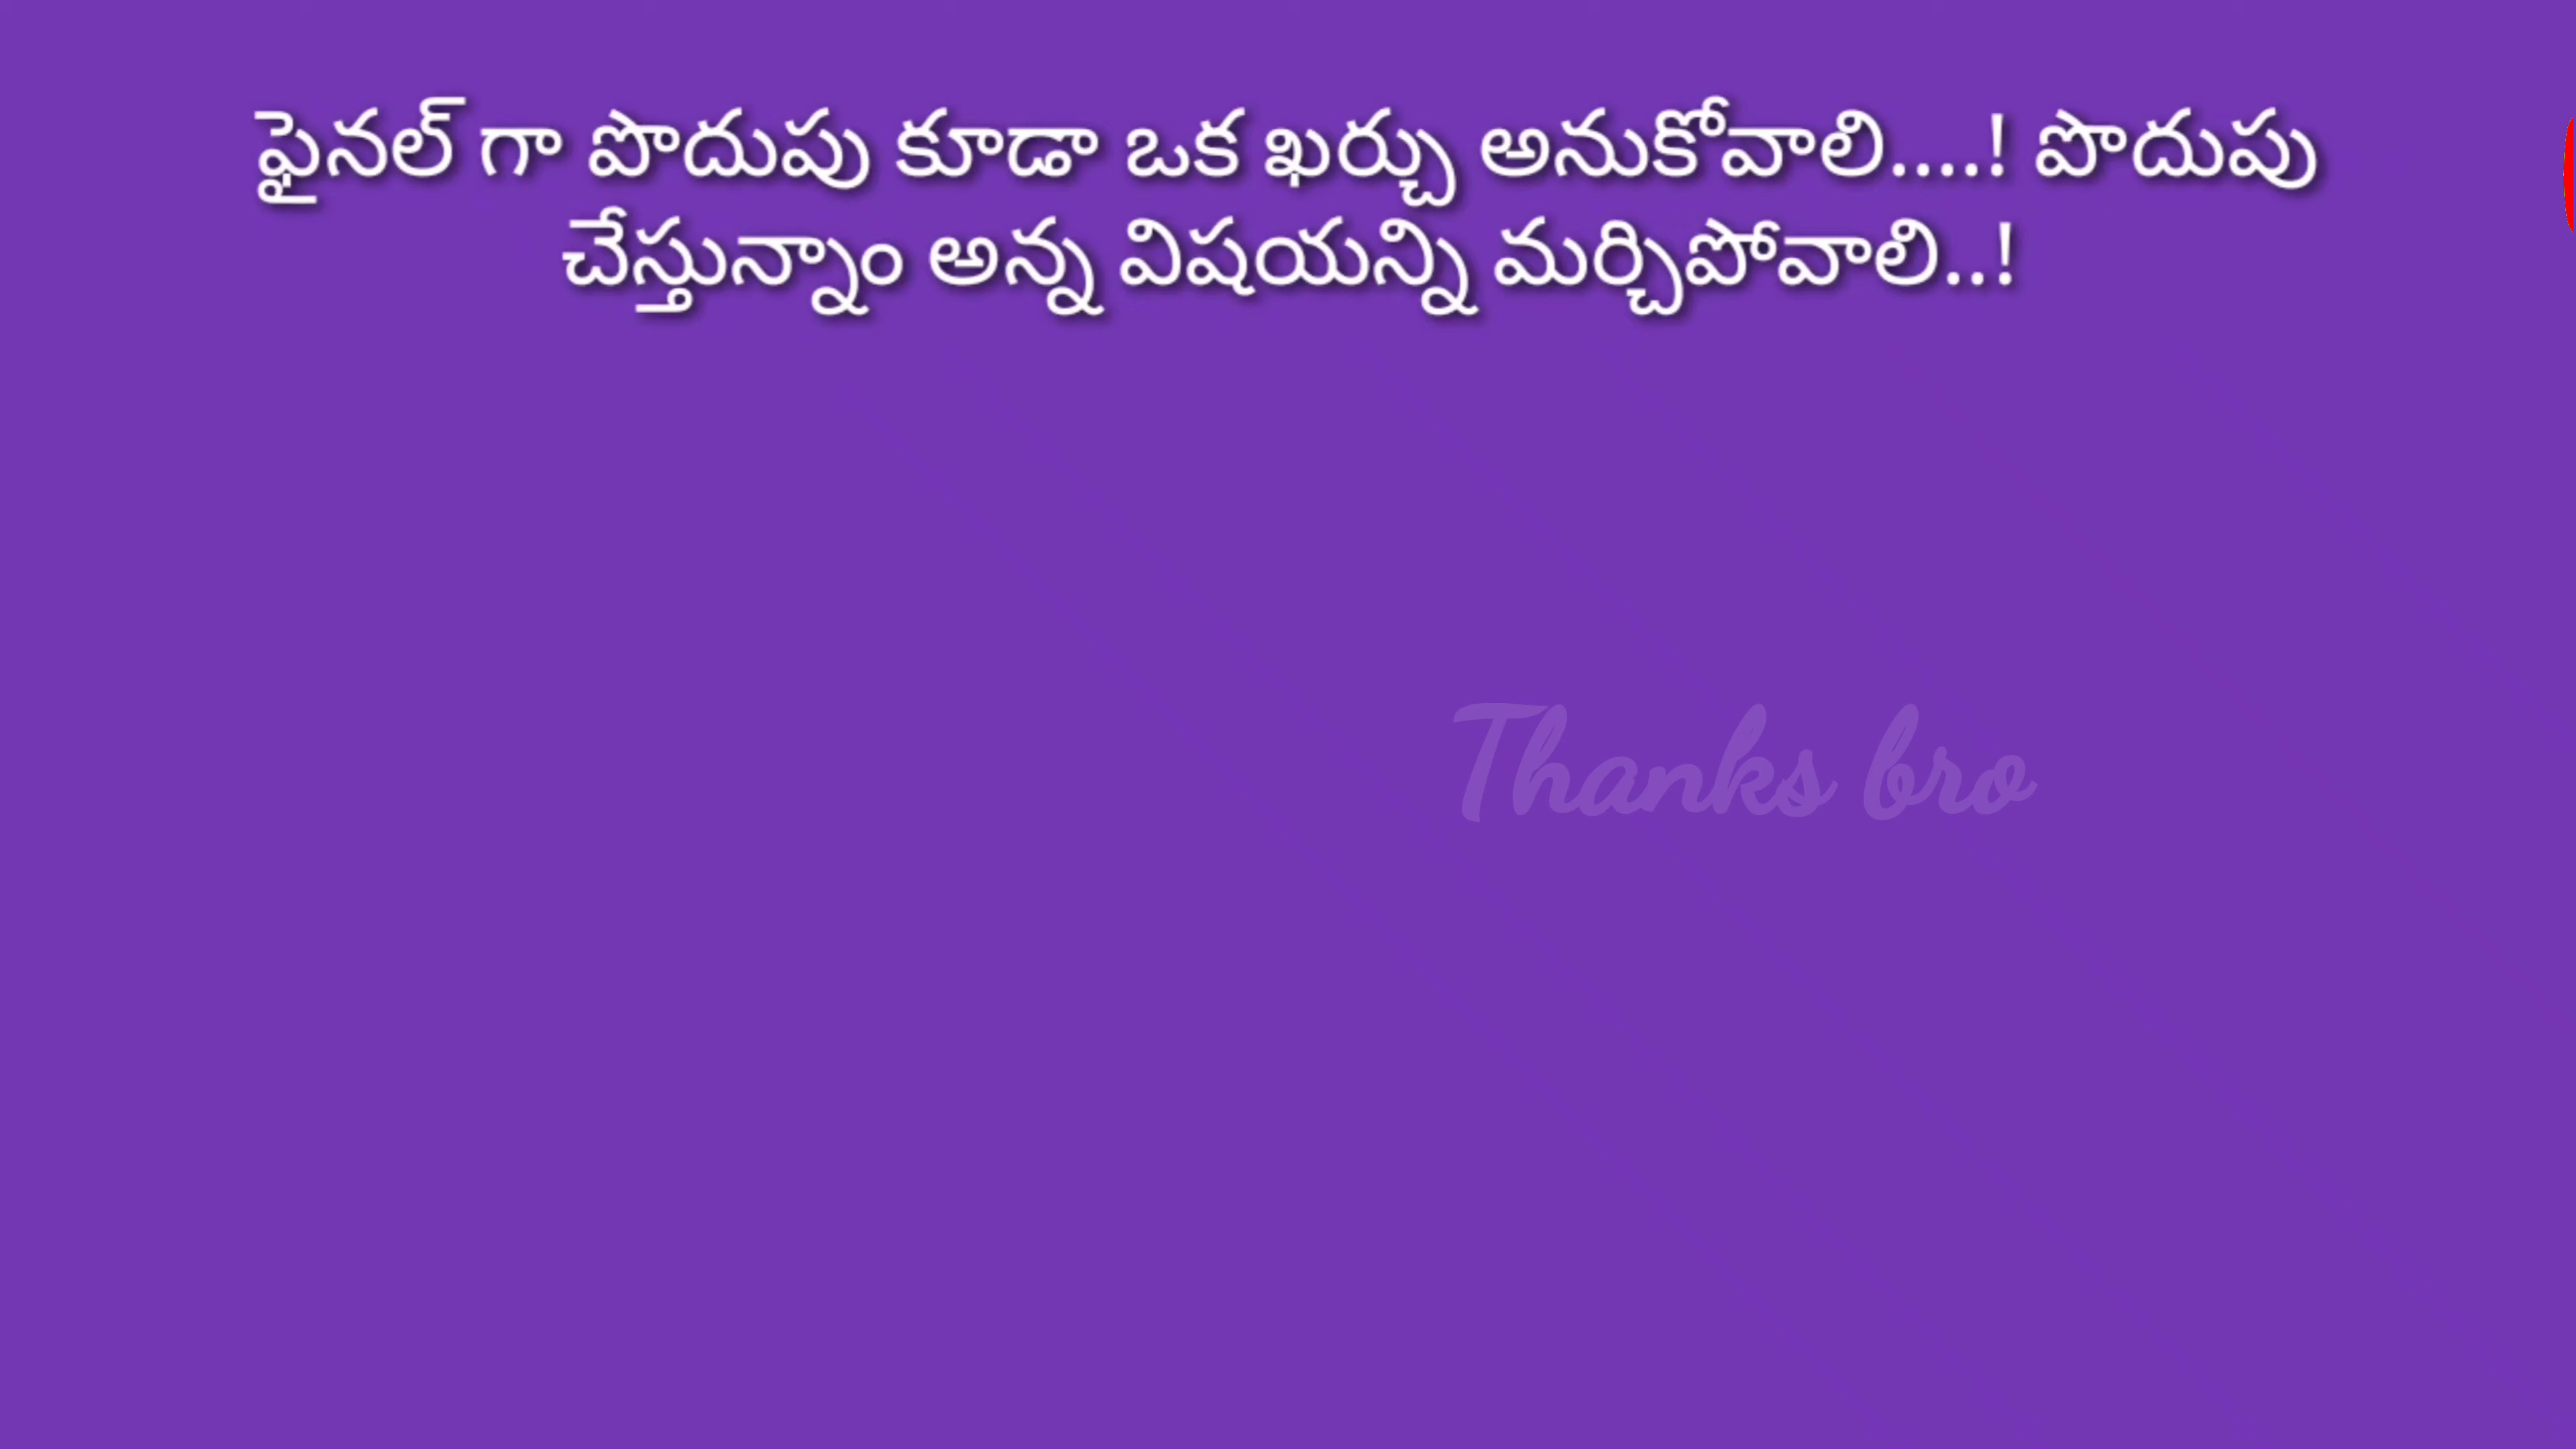 ఫైనల్ గా పొదుపు కూడా ఒక ఖర్చు అనుకోవాలి....! పొదుపు
చేస్తున్నాం అన్న విషయన్ని మర్చిపోవాలి..!
Thanks bro